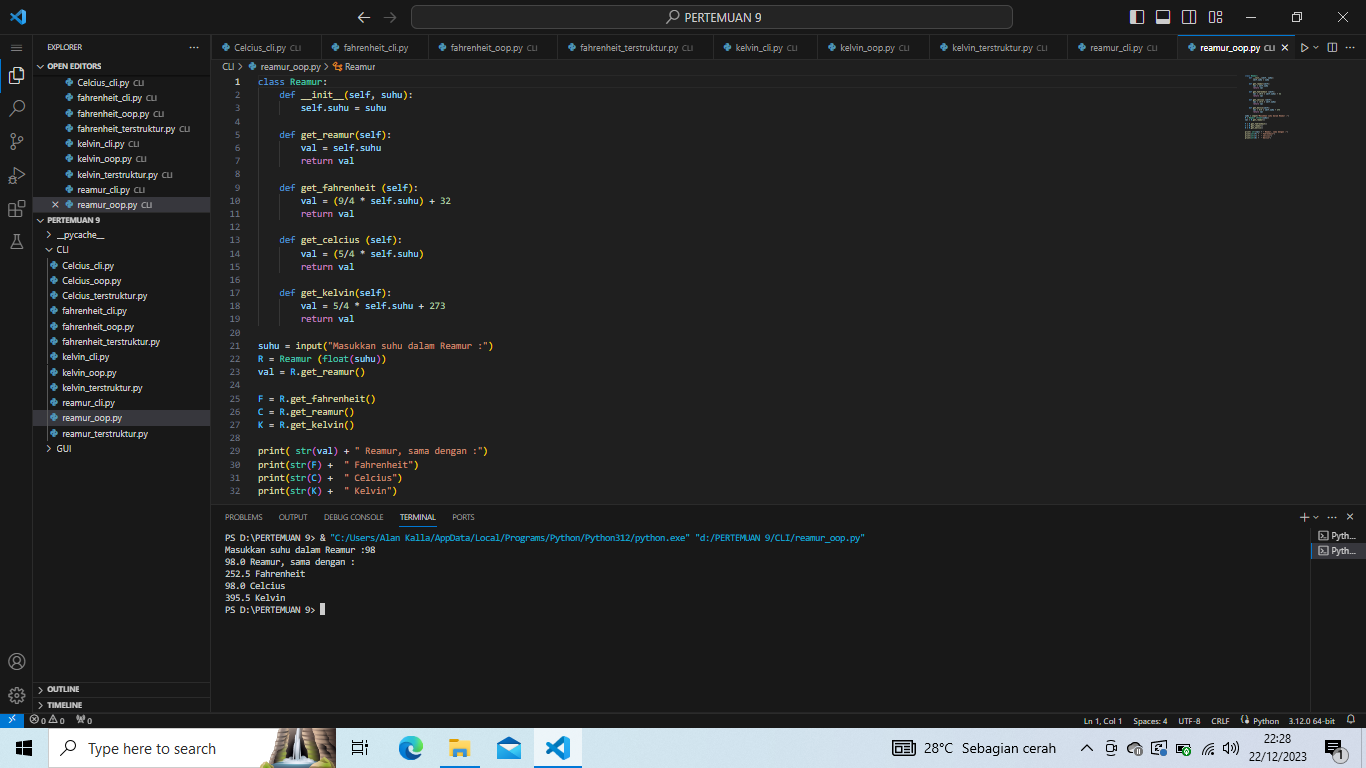 PERTEMUAN 9
EXPLORER
OPEN EDITORS
Celcius_cli.py CLI
fahrenheit_cli.py CLI
fahrenheit_oop.py CLI
fahrenheit_terstruktur.py CLI
kelvin_cli.py CLI
kelvin_oop.py CLI
kelvin_terstruktur.py CLI
reamur_cli.py CLI
reamur_oop.py CLI
PERTEMUAN 9
__pycache__
CLI
Celcius_cli.py
Celcius_oop.py
Celcius_terstruktur.py
fahrenheit_cli.py
fahrenheit_oop.py
fahrenheit_terstruktur.py
kelvin_cli.py
kelvin_oop.py
kelvin_terstruktur.py
reamur_cli.py
reamur_oop.py
reamur_terstruktur.py
GUI
OUTLINE
TIMELINE
Celcius_cli.py CLI fahrenheit_cli.py fahrenheit_oop.py CLI fahrenheit_terstruktur.py CLI kelvin_cli.py CLI kelvin_oop.py CLI kelvin_terstruktur.py CLI reamur_cli.py CLI reamur_oop.py CLI
CLI > reamur_oop.py > Reamur
1 class Reamur:
2 def __init__(self, suhu):
3 self.suhu = suhu
4
5 def get_reamur(self):
6 val = self.suhu
7 return val
8
9 def get_fahrenheit (self):
10 val = (9/4 * self.suhu) + 32
11 return val
12
13 def get_celcius (self):
14 val = (5/4 * self.suhu)
15 return val
16
17 def get_kelvin(self):
18 val = 5/4 * self.suhu + 273
19 return val
20
21 suhu = input("Masukkan suhu dalam Reamur :")
22 R = Reamur (float(suhu))
23 val = R.get_reamur()
24
25 F = R.get_fahrenheit()
26 C = R.get_reamur()
27 K = R.get_kelvin()
28
29 print( str(val) + " Reamur, sama dengan :")
30 print(str(F) + " Fahrenheit")
31 print(str(C) + " Celcius")
32 print(str(K) + " Kelvin")
PROBLEMS OUTPUT DEBUG CONSOLE TERMINAL PORTS
PS D:\PERTEMUAN 9> & "C:/Users/Alan Kalla/AppData/Local/Programs/Python/Python312/python.exe" "d:/PERTEMUAN 9/CLI/reamur_oop.py"
Masukkan suhu dalam Reamur :98
98.0 Reamur, sama dengan :
252.5 Fahrenheit
98.0 Celcius
395.5 Kelvin
PS D:\PERTEMUAN 9>
Pyth...
Pyth...
0 0 0 Ln 1, Col 1 Spaces: 4 UTF-8 CRLF Python 3.12.0 64-bit
Type here to search
28°C Sebagian cerah
22:28
22/12/2023
1